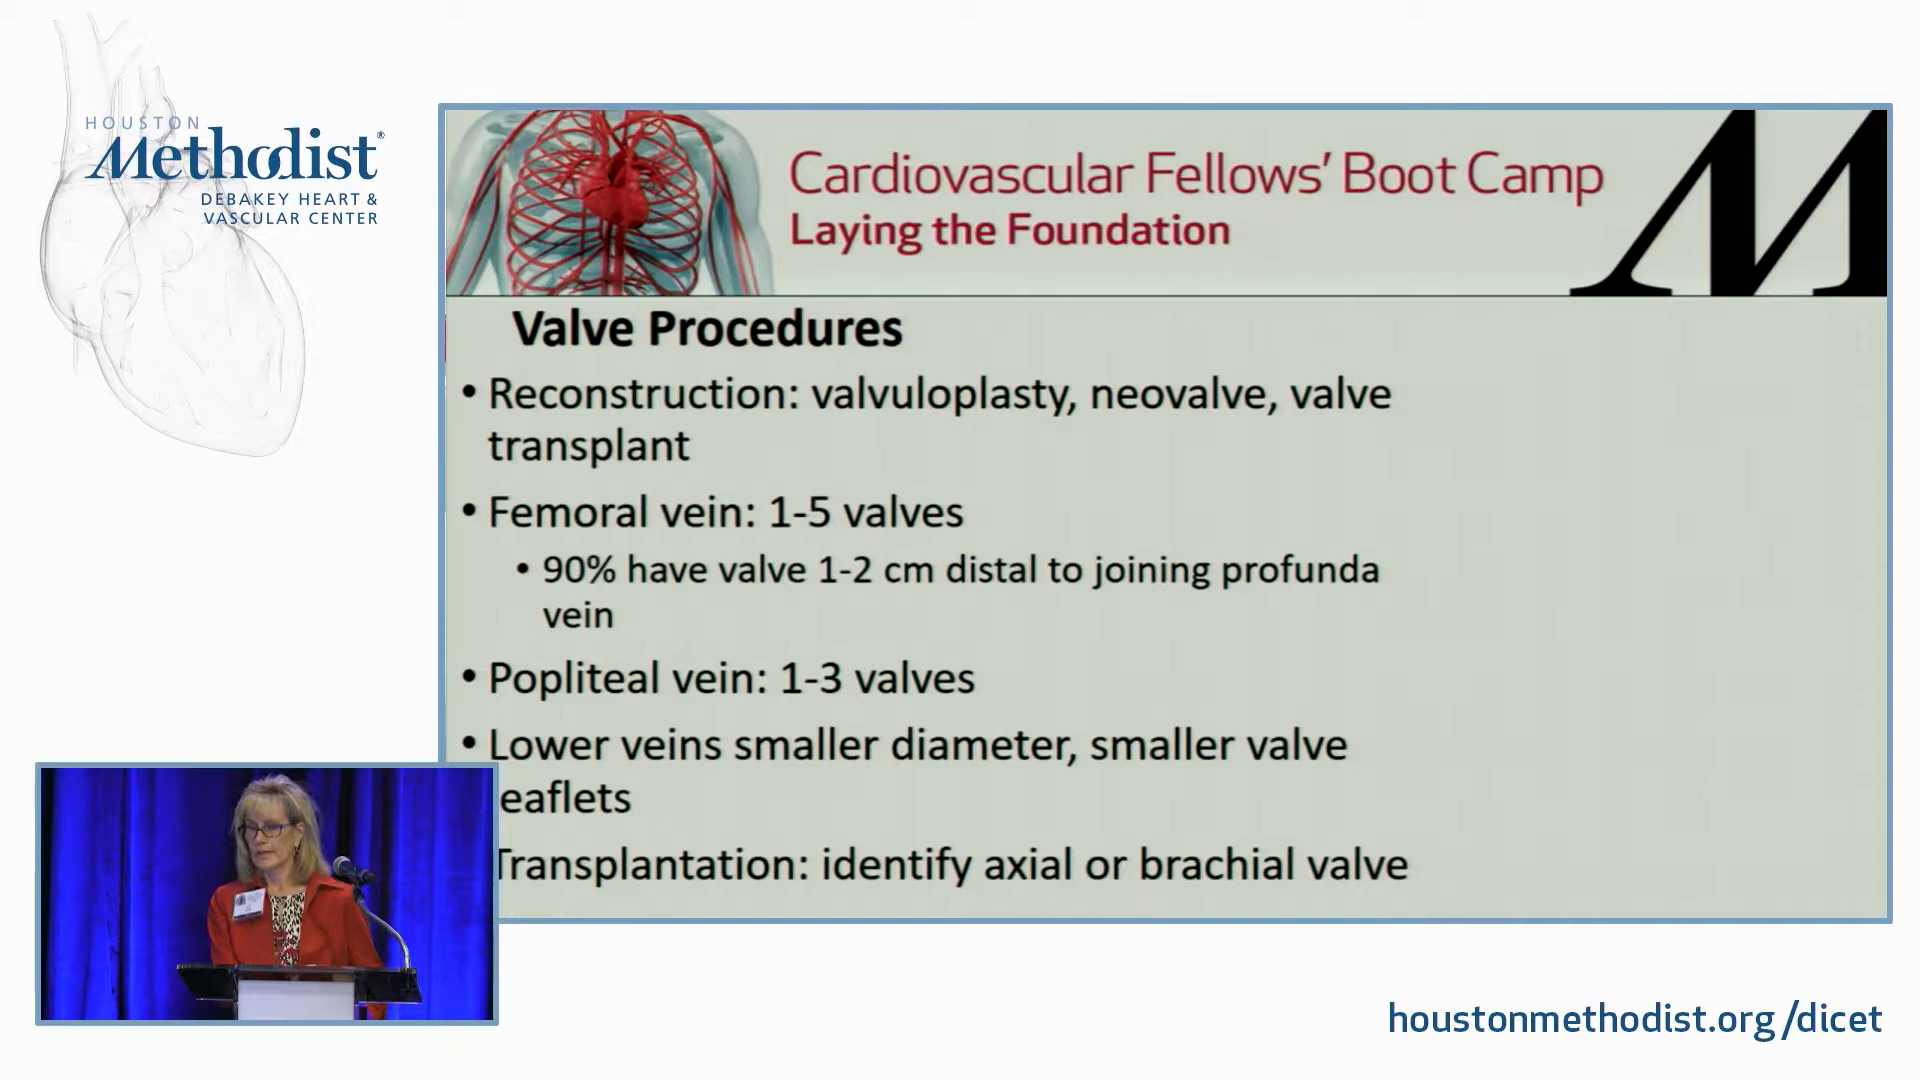 HOUSTON
Methodist®
DEBAKEY HEART &
VASCULAR CENTER
Cardiovascular Fellows' Boot Camp
Laying the Foundation
M
Valve Procedures
• Reconstruction: valvuloplasty, neovalve, valve
transplant
• Femoral vein: 1-5 valves
• 90% have valve 1-2 cm distal to joining profunda
vein
• Popliteal vein: 1-3 valves
• Lower veins smaller diameter, smaller valve
eaflets
Transplantation: identify axial or brachial valve
houstonmethodist.org/dicet